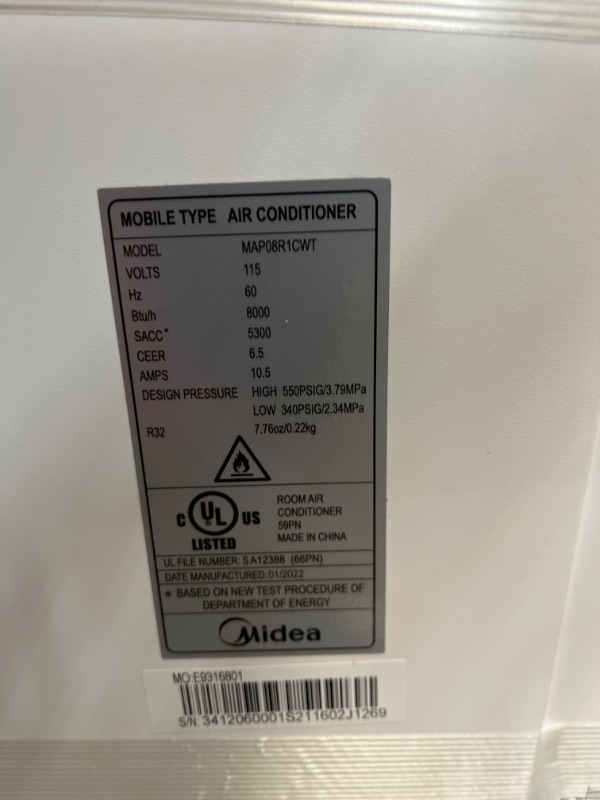 MOBILE TYPE AIR CONDITIONER
MODEL MAP08R1CWT
VOLTS 115
Hz 60
Btu/h 8000
SACC* 5300
CEER 6.5
AMPS 10.5
DESIGN PRESSURE HIGH 550PSIG/3.79MPa
LOW 340PSIG/2.34MPa
R32 7.76oz/0.22kg
C UL US
LISTED
ROOM AIR
CONDITIONER
59PN
MADE IN CHINA
UL FILE NUMBER: SA12388 (66PN)
DATE MANUFACTURED: 01/2022
* BASED ON NEW TEST PROCEDURE OF
DEPARTMENT OF ENERGY
Midea
MO:E9316801
S/N: 3412060001S211602J1269